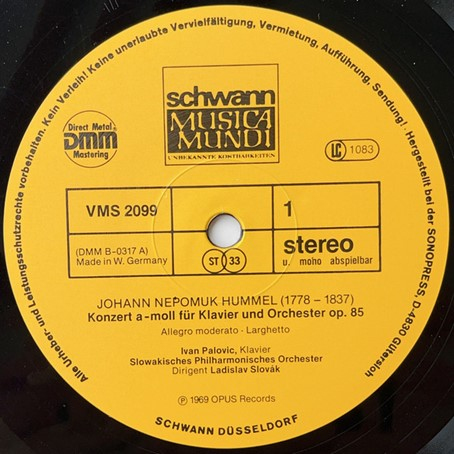 Alle Urheber- und Leistungsschutzrechte vorbehalten. Kein Verleih! Keine unerlaubte Vervielfältigung, Vermietung, Aufführung, Sendung! · Hergestellt bei der SONOPRESS, D-4830 Gütersloh
schwann
MUSICA
MUNDI
UNBEKANNTE KOSTBARKEITEN
Direct Metal
DMM
Mastering
LC 1083
VMS 2099
1
(DMM B-0317 A)
Made in W. Germany
ST 33
stereo
u. moho abspielbar
JOHANN NEPOMUK HUMMEL (1778 – 1837)
Konzert a-moll für Klavier und Orchester op. 85
Allegro moderato - Larghetto
Ivan Palovic, Klavier
Slowakisches Philharmonisches Orchester
Dirigent Ladislav Slovák
℗ 1969 OPUS Records
SCHWANN DÜSSELDORF